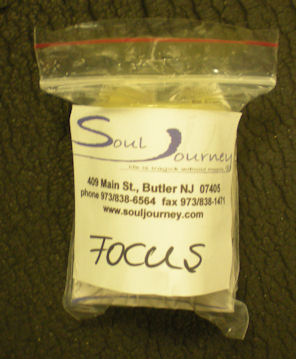 Soul Journey
409 Main St., Butler NJ 07405
phone 973/838-6564 fax 973/838-1471
www.souljourney.com
FOCUS